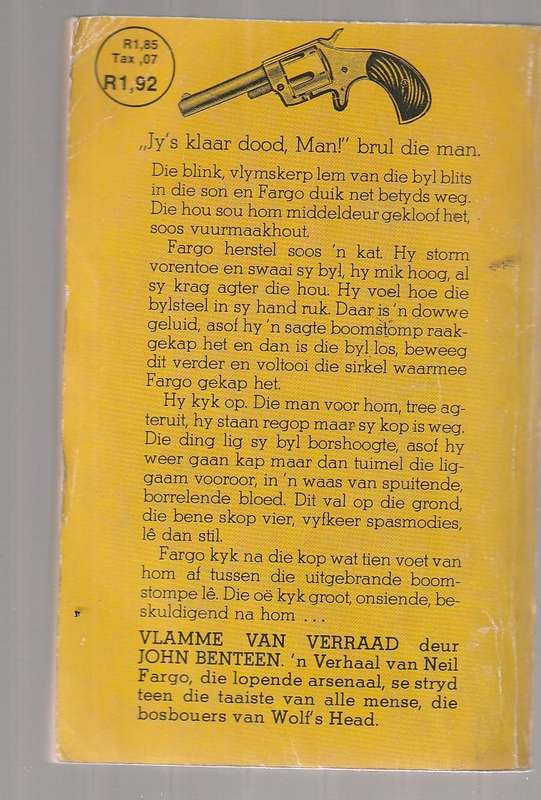 R1,85
Tax ,07
R1,92
„Jy's klaar dood, Man!” brul die man.
Die blink, vlymskerp lem van die byl blits
in die son en Fargo duik net betyds weg.
Die hou sou hom middeldeur gekloof het,
soos vuurmaakhout.
Fargo herstel soos 'n kat. Hy storm
vorentoe en swaai sy byl, hy mik hoog, al
sy krag agter die hou. Hy voel hoe die
bylsteel in sy hand ruk. Daar is 'n dowwe
geluid, asof hy 'n sagte boomstomp raak-
gekap het en dan is die byl los, beweeg
dit verder en voltooi die sirkel waarmee
Fargo gekap het.
Hy kyk op. Die man voor hom, tree ag-
teruit, hy staan regop maar sy kop is weg.
Die ding lig sy byl borshoogte, asof hy
weer gaan kap maar dan tuimel die lig-
gaam vooroor, in 'n waas van spuitende,
borrelende bloed. Dit val op die grond,
die bene skop vier, vyfkeer spasmodies,
lê dan stil.
Fargo kyk na die kop wat tien voet van
hom af tussen die uitgebrande boom-
stompe lê. Die oë kyk groot, onsiende, be-
skuldigend na hom ...
VLAMME VAN VERRAAD deur
JOHN BENTEEN. 'n Verhaal van Neil
Fargo, die lopende arsenaal, se stryd
teen die taaiste van alle mense, die
bosbouers van Wolf's Head.